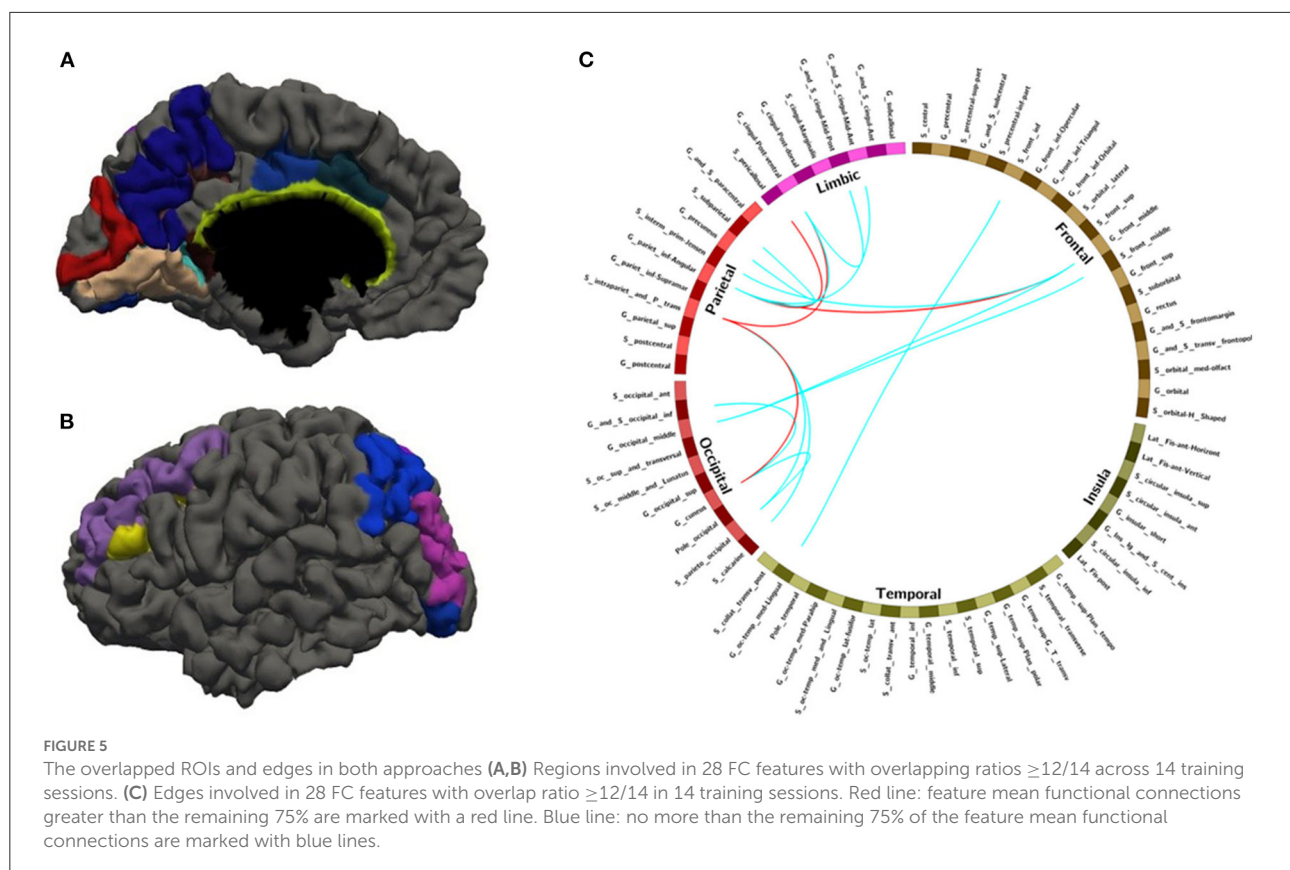 A
B
C
S_central
G_precentral
S_precentral-sup-part
G_and_S_subcentral
S_precentral-inf-part
S_front_inf
G_front_inf-Opercular
G_front_inf-Triangul
G_front_inf-Orbital
S_orbital_lateral
S_front_sup
G_front_middle
S_front_middle
G_front_sup
S_suborbital
G_rectus
G_and_S_frontomargin
G_and_S_transv_frontopol
S_orbital_med-olfact
G_orbital
S_orbital-H_Shaped
Lat_Fis-ant-Horizont
Lat_Fis-ant-Vertical
S_circular_insula_sup
S_circular_insula_ant
G_insular_short
G_Ins_lg_and_S_cent_ins
S_circular_insula_inf
Lat_Fis-post
G_temp_sup-Plan_tempo
S_temporal_transverse
G_temp_sup-G_T_transv
G_temp_sup-Plan_polar
G_temp_sup-Lateral
S_temporal_sup
S_temporal_inf
G_temporal_middle
G_temporal_inf
S_collat_transv_ant
S_oc-temp_lat
G_oc-temp_lat-fusifor
S_oc-temp_med_and_Lingual
G_oc-temp_med-Parahip
Pole_temporal
G_oc-temp_med-Lingual
S_collat_transv_post
S_calcarine
S_parieto_occipital
Pole_occipital
G_cuneus
G_occipital_sup
S_oc_middle_and_Lunatus
S_oc_sup_and_transversal
G_occipital_middle
G_and_S_occipital_inf
S_occipital_ant
G_postcentral
S_postcentral
G_parietal_sup
S_intrapariet_and_P_trans
G_pariet_inf-Supramar
G_pariet_inf-Angular
S_interm_prim-Jensen
G_precuneus
S_subparietal
G_and_S_paracentral
S_pericallosal
G_cingul-Post-ventral
G_cingul-Post-dorsal
S_cingul-Marginalis
G_and_S_cingul-Mid-Post
G_and_S_cingul-Mid-Ant
G_and_S_cingul-Ant
G_subcallosal
Limbic
Frontal
Parietal
Occipital
Insula
Temporal
FIGURE 5
The overlapped ROIs and edges in both approaches (A,B) Regions involved in 28 FC features with overlapping ratios ≥12/14 across 14 training
sessions. (C) Edges involved in 28 FC features with overlap ratio ≥12/14 in 14 training sessions. Red line: feature mean functional connections
greater than the remaining 75% are marked with a red line. Blue line: no more than the remaining 75% of the feature mean functional
connections are marked with blue lines.